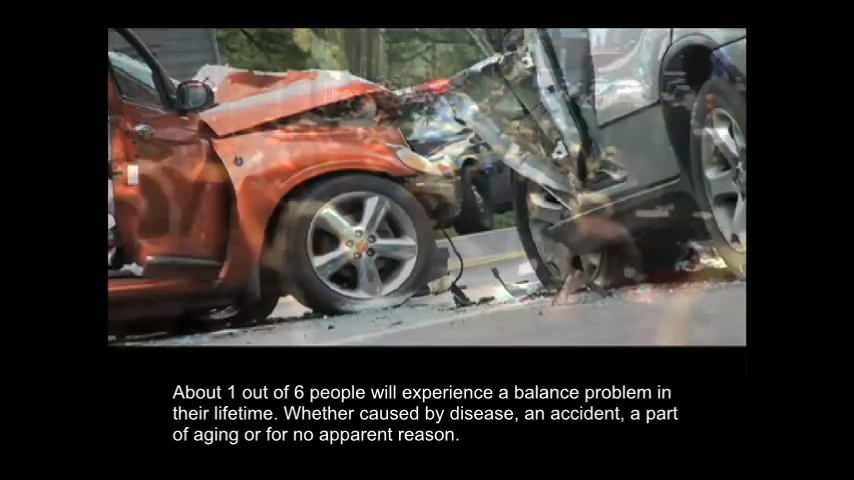 About 1 out of 6 people will experience a balance problem in
their lifetime. Whether caused by disease, an accident, a part
of aging or for no apparent reason.